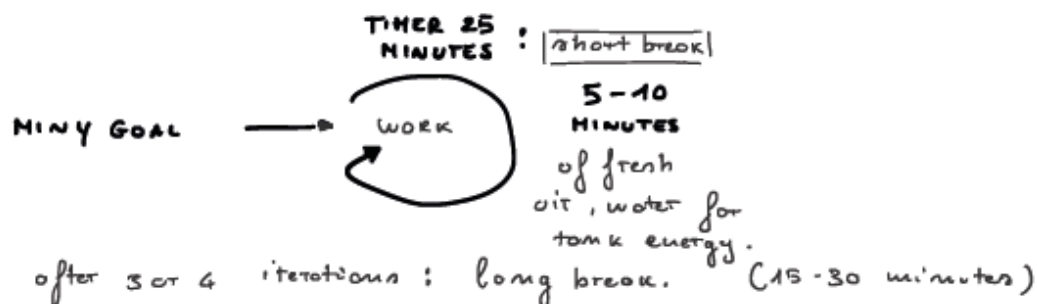 TIMER 25
MINUTES : short break
5-10
MINUTES
MINY GOAL → WORK
of fresh
air, water for
tank energy.
after 3 or 4 iterations : long break. (15-30 minutes)